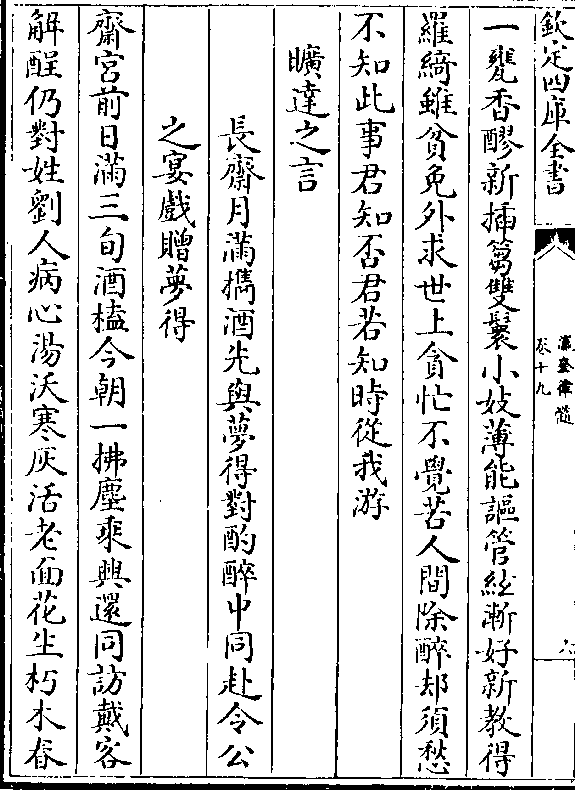 欽定四庫全書
瀛奎律髓
卷十九
一甕香醪新插篘雙鬟小妓薄能謳管絃漸好新教得
羅綺雖貧免外求世上貪忙不覺苦人間除醉却須愁
不知此事君知否君若知時從我游
曠達之言
長齋月滿攜酒先與夢得對酌醉中同赴令公
之宴戲贈夢得
齋宮前日滿三旬酒榼今朝一拂塵乘興還同訪戴客
解酲仍對姓劉人病心湯沃寒灰活老面花生朽木春